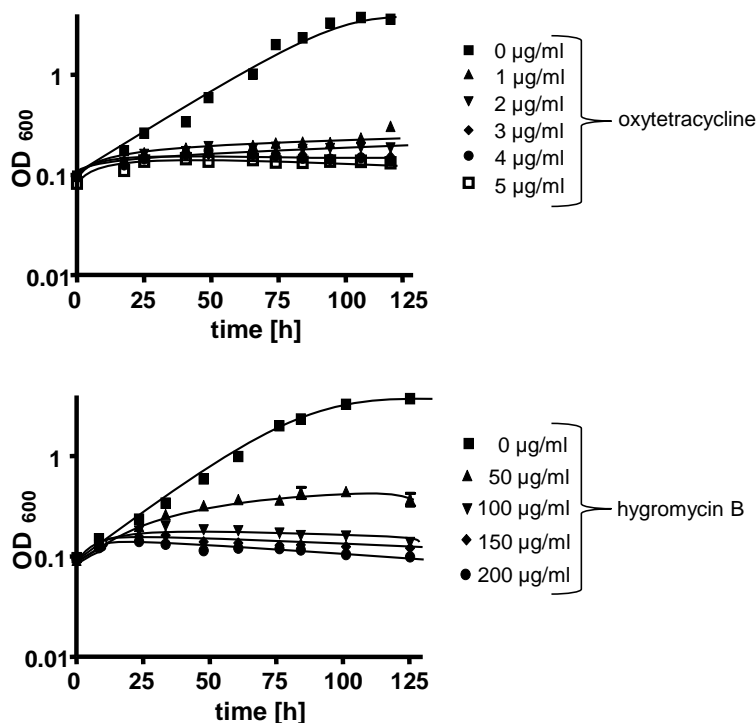 1
0.1
0.01
OD 600
0
25
50
75
100
125
time [h]
0 µg/ml
1 µg/ml
2 µg/ml
3 µg/ml
4 µg/ml
5 µg/ml
oxytetracycline
1
0.1
0.01
OD 600
0
25
50
75
100
125
time [h]
0 µg/ml
50 µg/ml
100 µg/ml
150 µg/ml
200 µg/ml
hygromycin B